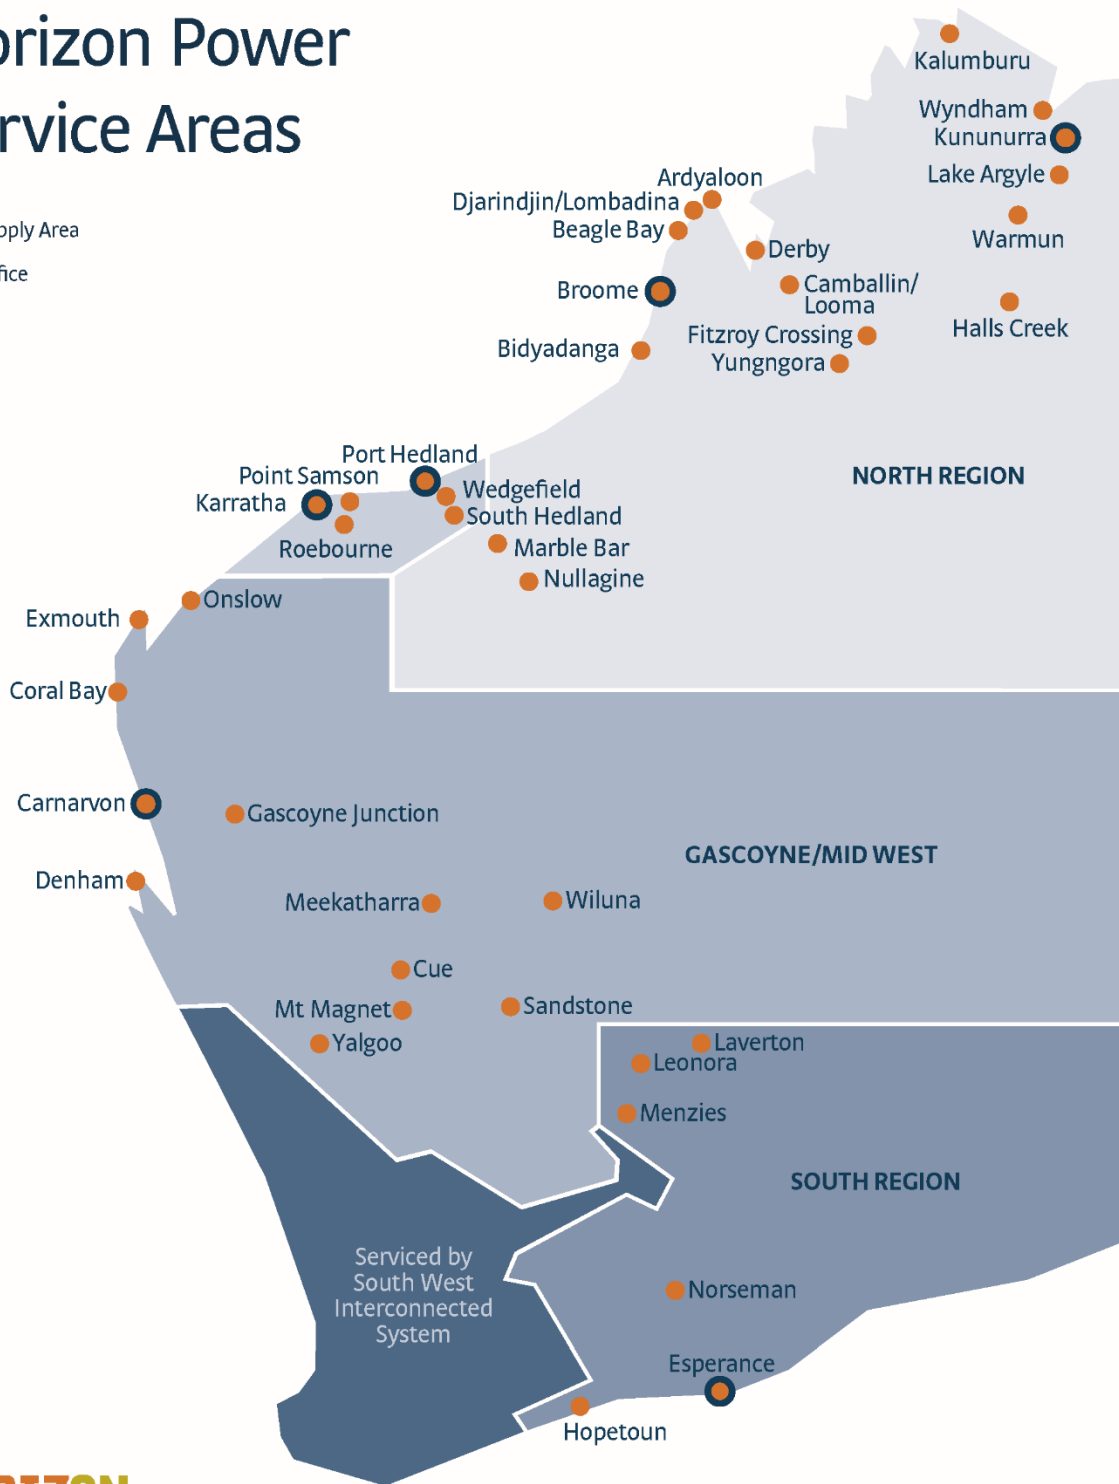 orizon Power
rvice Areas
pply Area
fice
Kalumburu
Wyndham
Kununurra
Lake Argyle
Warmun
Halls Creek
Ardyaloon
Djarindjin/Lombadina
Beagle Bay
Derby
Broome
Camballin/
Looma
Fitzroy Crossing
Bidyadanga
Yungngora
Port Hedland
Point Samson
Karratha
Wedgefield
South Hedland
Roebourne
Marble Bar
Nullagine
NORTH REGION
Onslow
Exmouth
Coral Bay
Carnarvon
Gascoyne Junction
GASCOYNE/MID WEST
Denham
Meekatharra
Wiluna
Cue
Mt Magnet
Sandstone
Yalgoo
Laverton
Leonora
Menzies
SOUTH REGION
Serviced by
South West
Interconnected
System
Norseman
Esperance
Hopetoun